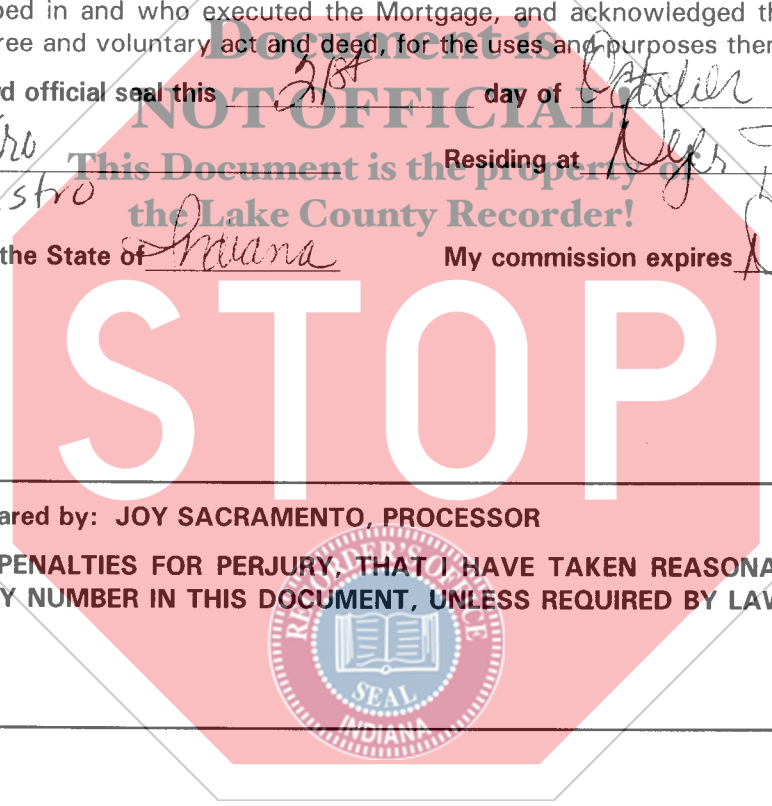 bed in and who executed the Mortgage, and acknowledged th
Document is
ree and voluntary act and deed, for the uses and purposes ther
d official seal this 21st day of October
NOT OFFICIAL!
This Document is the property of
Residing at Dyer
stro
the Lake County Recorder!
the State of Indiana My commission expires
STOP
ared by: JOY SACRAMENTO, PROCESSOR
PENALTIES FOR PERJURY, THAT I HAVE TAKEN REASONA
Y NUMBER IN THIS DOCUMENT, UNLESS REQUIRED BY LAW
RECORDER'S OFFICE
SEAL
INDIANA